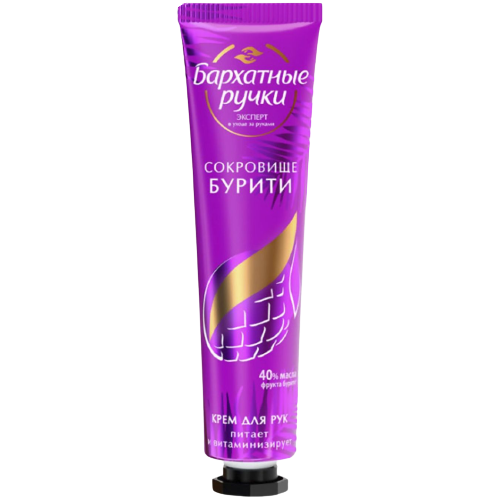 Бархатные
ручки
ЭКСПЕРТ
в уходе за руками
СОКРОВИЩЕ
БУРИТИ
40% масла
фрукта бурити
КРЕМ ДЛЯ РУК
питает
и витаминизирует